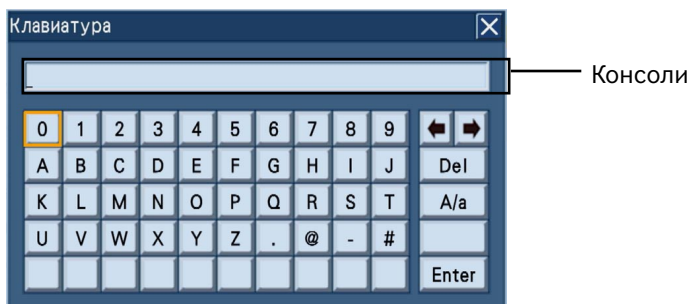 Клавиатура
Консоли
0 1 2 3 4 5 6 7 8 9
A B C D E F G H I J Del
K L M N O P Q R S T A/a
U V W X Y Z . @ - #
Enter